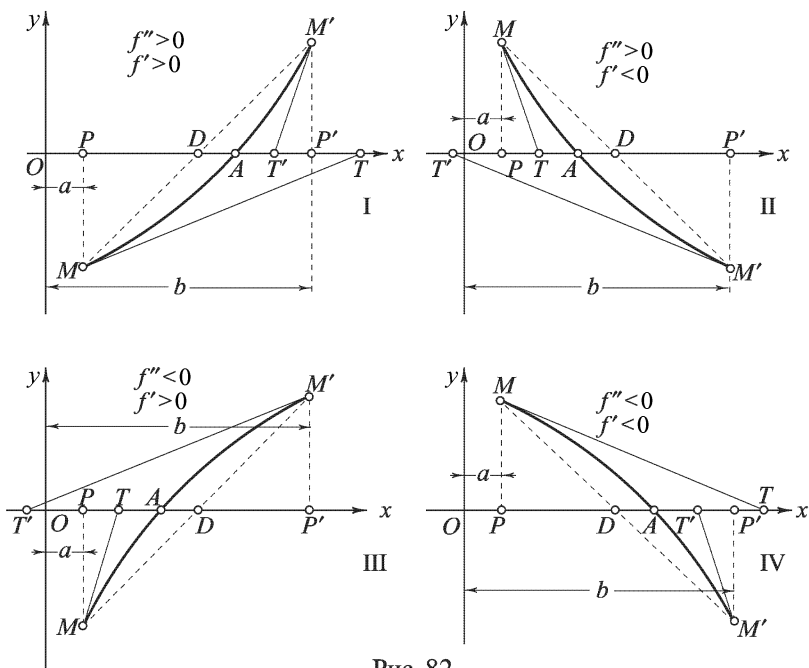 y
M′
f″>0
f′>0
P D P′
O A T′ T x
a
I
M
b
y
M
f″>0
f′<0
a
O D P′
T′ P T A x
II
M′
b
y
f″<0
f′>0
M′
b
P T A
T′ O D P′ x
a
III
M
y
M
f″<0
f′<0
a
T
O P D A T′ P′ x
b
IV
M′
Рис. 82